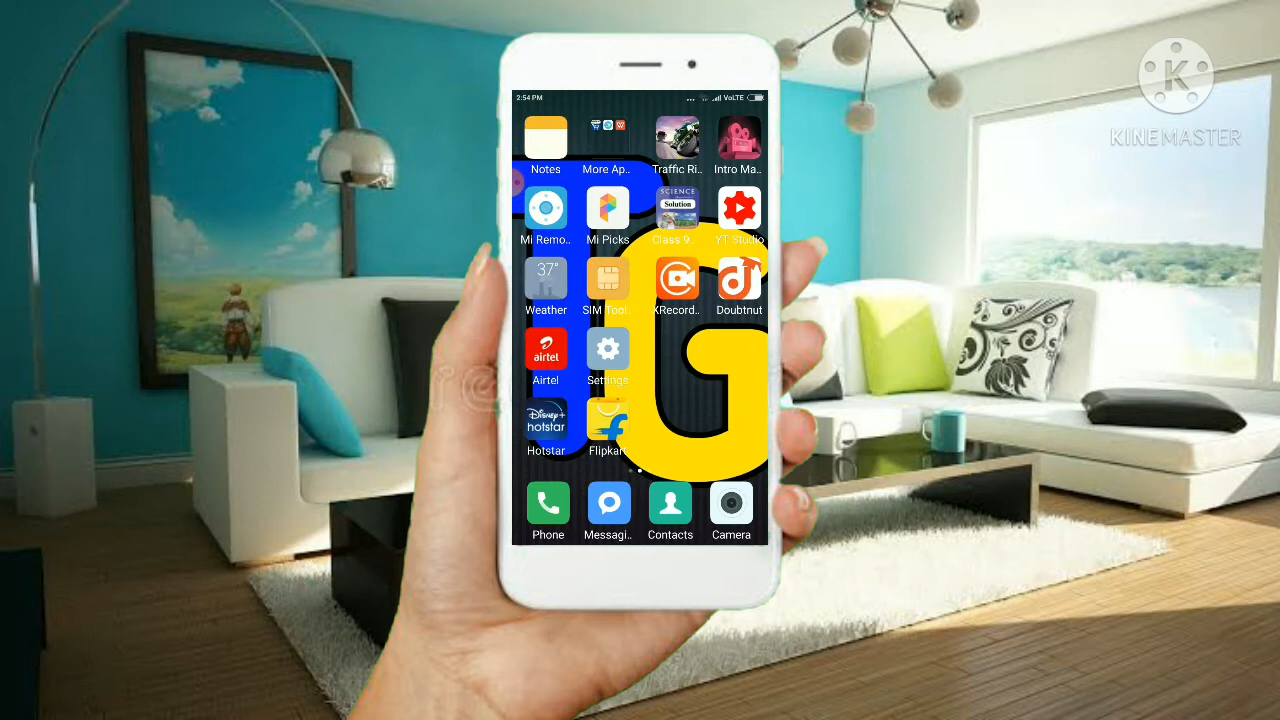 2:54 PM
VoLTE
K
KINEMASTER
Notes
More Ap..
Traffic Ri..
Intro Ma..
SCIENCE
Solution
Mi Remo..
Mi Picks
Class 9..
YT Studio
37°
Weather
SIM Tool..
XRecord..
Doubtnut
airtel
Airtel
Settings
Disney+
hotstar
Hotstar
Flipkart
G
Phone
Messagi..
Contacts
Camera